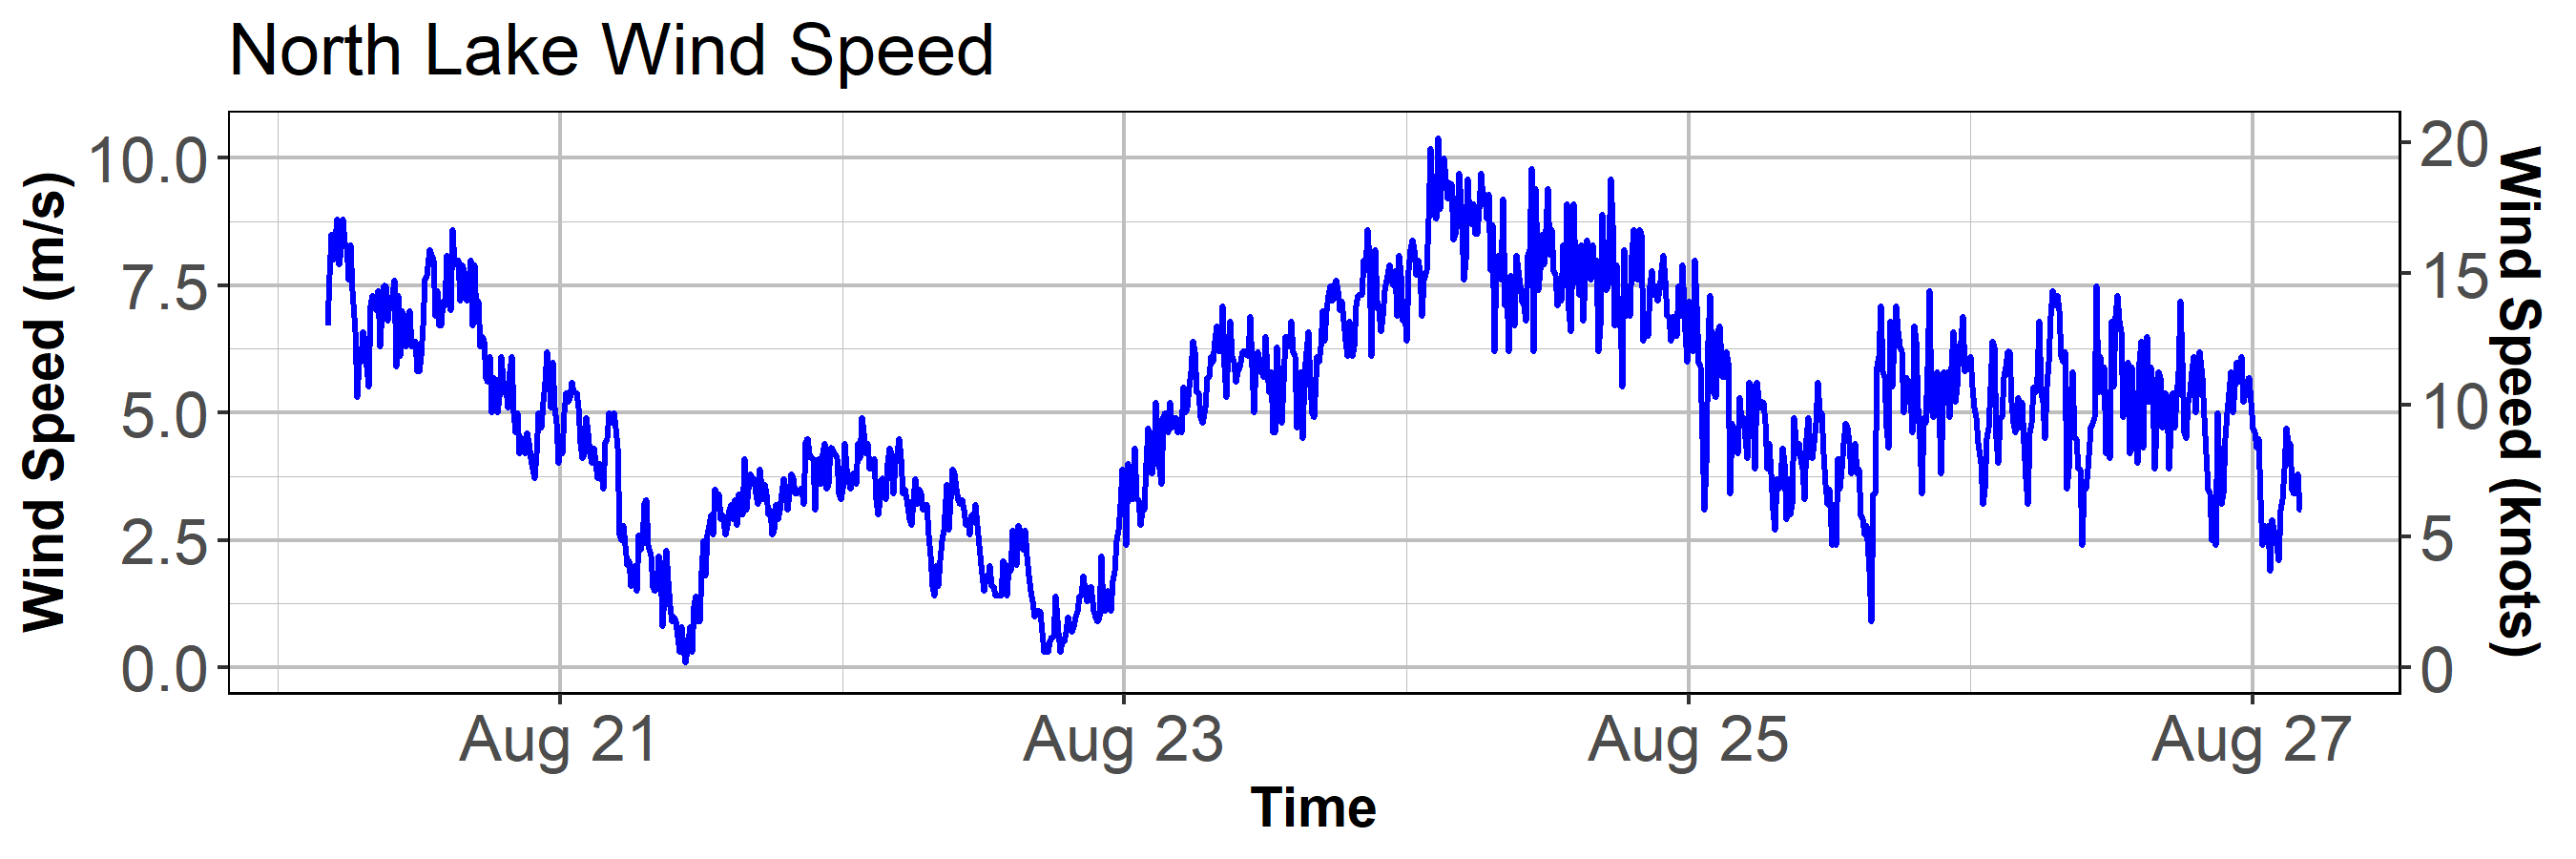 North Lake Wind Speed
Wind Speed (m/s)
10.0
7.5
5.0
2.5
0.0
20
15
10
5
0
Wind Speed (knots)
Aug 21
Aug 23
Aug 25
Aug 27
Time